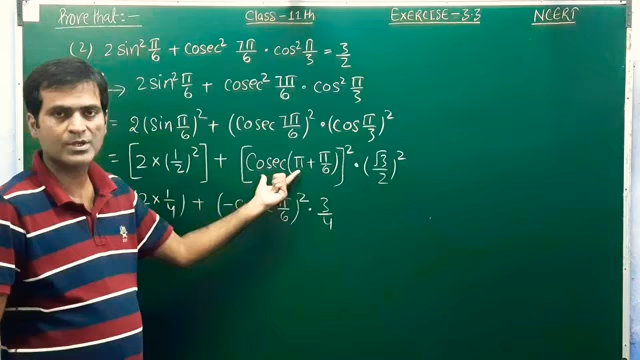 Prove that :- Class-11th EXERCISE-3.3 NCERT
(2) 2 sin² π/6 + cosec² 7π/6 · cos² π/3 = 3/2
→ 2 sin² π/6 + cosec² 7π/6 · cos² π/3
= 2 (sin π/6)² + (cosec 7π/6)² · (cos π/3)²
= [2 × (1/2)²] + [cosec(π + π/6)]² · (√3/2)²
2 × 1/4) + (- π/6)² · 3/4